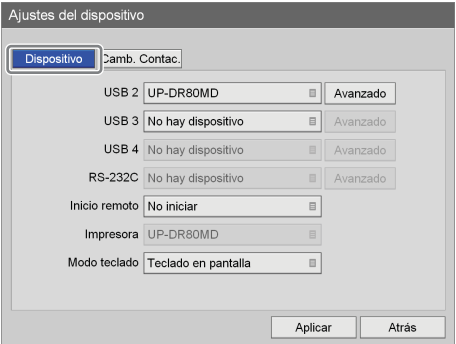 Ajustes del dispositivo
Dispositivo Camb. Contac.
USB 2 UP-DR80MD Avanzado
USB 3 No hay dispositivo Avanzado
USB 4 No hay dispositivo Avanzado
RS-232C No hay dispositivo Avanzado
Inicio remoto No iniciar
Impresora UP-DR80MD
Modo teclado Teclado en pantalla
Aplicar Atrás